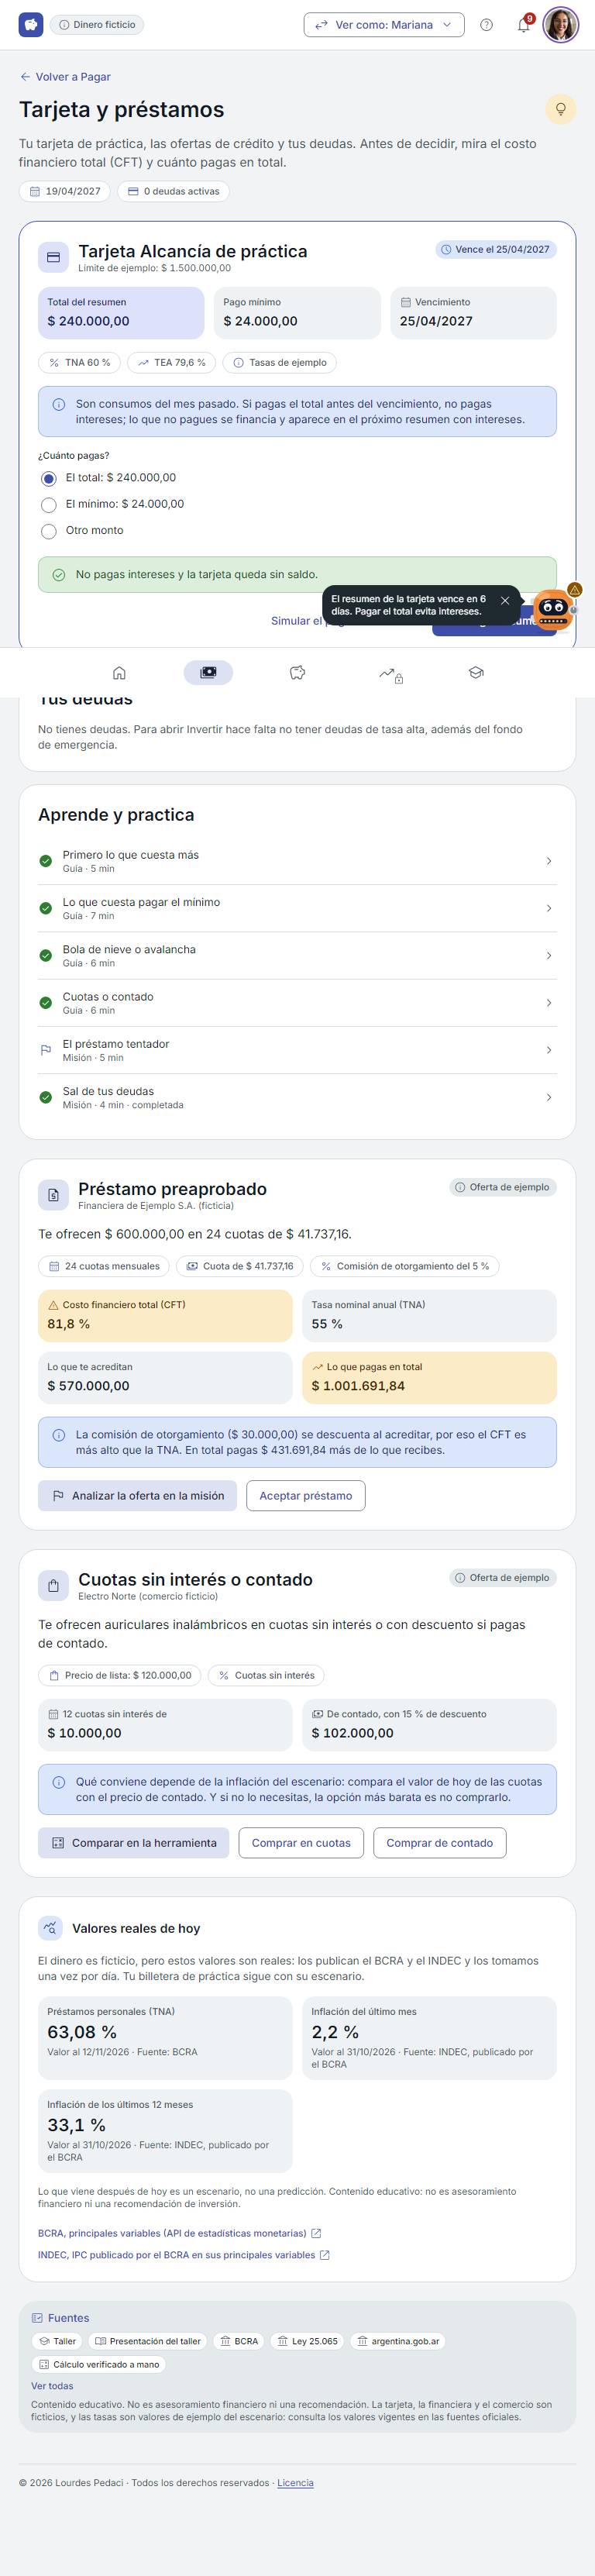 Dinero ficticio
Ver como: Mariana
9
Volver a Pagar
Tarjeta y préstamos
Tu tarjeta de práctica, las ofertas de crédito y tus deudas. Antes de decidir, mira el costo
financiero total (CFT) y cuánto pagas en total.
19/04/2027
0 deudas activas
Tarjeta Alcancía de práctica
Límite de ejemplo: $ 1.500.000,00
Vence el 25/04/2027
Total del resumen
$ 240.000,00
Pago mínimo
$ 24.000,00
Vencimiento
25/04/2027
TNA 60 %
TEA 79,6 %
Tasas de ejemplo
Son consumos del mes pasado. Si pagas el total antes del vencimiento, no pagas
intereses; lo que no pagues se financia y aparece en el próximo resumen con intereses.
¿Cuánto pagas?
El total: $ 240.000,00
El mínimo: $ 24.000,00
Otro monto
No pagas intereses y la tarjeta queda sin saldo.
El resumen de la tarjeta vence en 6
días. Pagar el total evita intereses.
Simular el
Tus deudas
No tienes deudas. Para abrir Invertir hace falta no tener deudas de tasa alta, además del fondo
de emergencia.
Aprende y practica
Primero lo que cuesta más
Guía · 5 min
Lo que cuesta pagar el mínimo
Guía · 7 min
Bola de nieve o avalancha
Guía · 6 min
Cuotas o contado
Guía · 6 min
El préstamo tentador
Misión · 5 min
Sal de tus deudas
Misión · 4 min · completada
Préstamo preaprobado
Financiera de Ejemplo S.A. (ficticia)
Oferta de ejemplo
Te ofrecen $ 600.000,00 en 24 cuotas de $ 41.737,16.
24 cuotas mensuales
Cuota de $ 41.737,16
Comisión de otorgamiento del 5 %
Costo financiero total (CFT)
81,8 %
Tasa nominal anual (TNA)
55 %
Lo que te acreditan
$ 570.000,00
Lo que pagas en total
$ 1.001.691,84
La comisión de otorgamiento ($ 30.000,00) se descuenta al acreditar, por eso el CFT es
más alto que la TNA. En total pagas $ 431.691,84 más de lo que recibes.
Analizar la oferta en la misión
Aceptar préstamo
Cuotas sin interés o contado
Electro Norte (comercio ficticio)
Oferta de ejemplo
Te ofrecen auriculares inalámbricos en cuotas sin interés o con descuento si pagas
de contado.
Precio de lista: $ 120.000,00
Cuotas sin interés
12 cuotas sin interés de
$ 10.000,00
De contado, con 15 % de descuento
$ 102.000,00
Qué conviene depende de la inflación del escenario: compara el valor de hoy de las cuotas
con el precio de contado. Y si no lo necesitas, la opción más barata es no comprarlo.
Comparar en la herramienta
Comprar en cuotas
Comprar de contado
Valores reales de hoy
El dinero es ficticio, pero estos valores son reales: los publican el BCRA y el INDEC y los tomamos
una vez por día. Tu billetera de práctica sigue con su escenario.
Préstamos personales (TNA)
63,08 %
Valor al 12/11/2026 · Fuente: BCRA
Inflación del último mes
2,2 %
Valor al 31/10/2026 · Fuente: INDEC, publicado por
el BCRA
Inflación de los últimos 12 meses
33,1 %
Valor al 31/10/2026 · Fuente: INDEC, publicado por
el BCRA
Lo que viene después de hoy es un escenario, no una predicción. Contenido educativo: no es asesoramiento
financiero ni una recomendación de inversión.
BCRA, principales variables (API de estadísticas monetarias)
INDEC, IPC publicado por el BCRA en sus principales variables
Fuentes
Taller
Presentación del taller
BCRA
Ley 25.065
argentina.gob.ar
Cálculo verificado a mano
Ver todas
Contenido educativo. No es asesoramiento financiero ni una recomendación. La tarjeta, la financiera y el comercio son
ficticios, y las tasas son valores de ejemplo del escenario: consulta los valores vigentes en las fuentes oficiales.
© 2026 Lourdes Pedaci · Todos los derechos reservados · Licencia